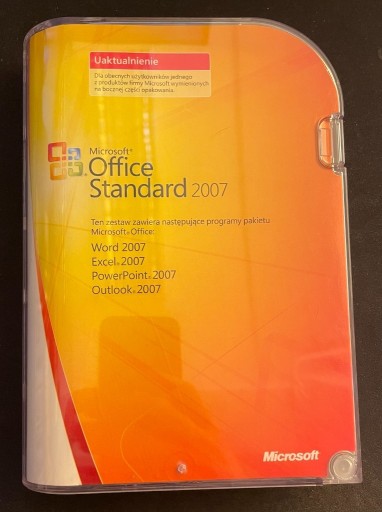 Uaktualnienie
Dla obecnych użytkowników jednego
z produktów firmy Microsoft wymienionych
na bocznej części opakowania.
Microsoft®
Office
Standard 2007
Ten zestaw zawiera następujące programy pakietu
Microsoft® Office:
Word 2007
Excel® 2007
PowerPoint® 2007
Outlook® 2007
Microsoft